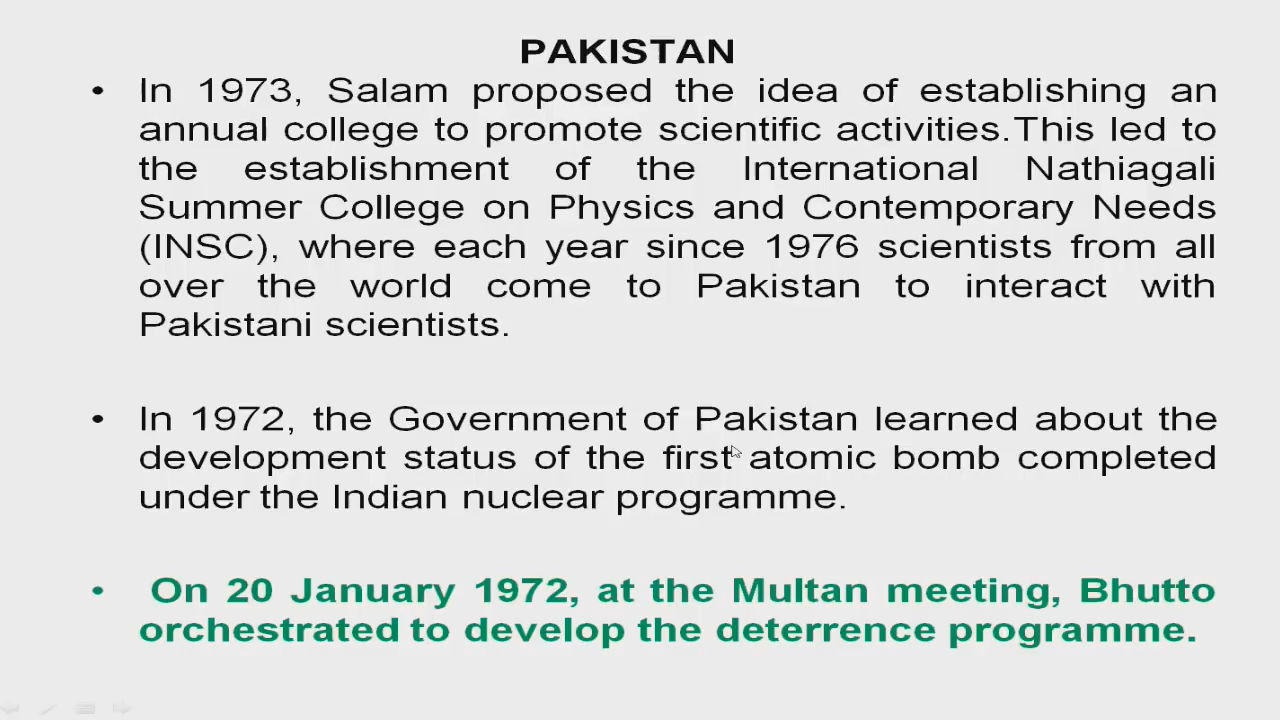 PAKISTAN
• In 1973, Salam proposed the idea of establishing an
annual college to promote scientific activities.This led to
the establishment of the International Nathiagali
Summer College on Physics and Contemporary Needs
(INSC), where each year since 1976 scientists from all
over the world come to Pakistan to interact with
Pakistani scientists.
• In 1972, the Government of Pakistan learned about the
development status of the first atomic bomb completed
under the Indian nuclear programme.
• On 20 January 1972, at the Multan meeting, Bhutto
orchestrated to develop the deterrence programme.